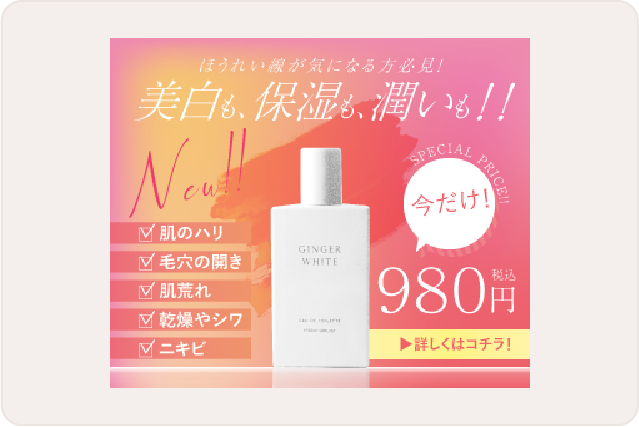 ほうれい線が気になる方必見!
美白も、保湿も、潤いも!!
New!!
SPECIAL PRICE!!
今だけ!
肌のハリ
毛穴の開き
肌荒れ
乾燥やシワ
ニキビ
GINGER
WHITE
980円
税込
▶詳しくはコチラ!